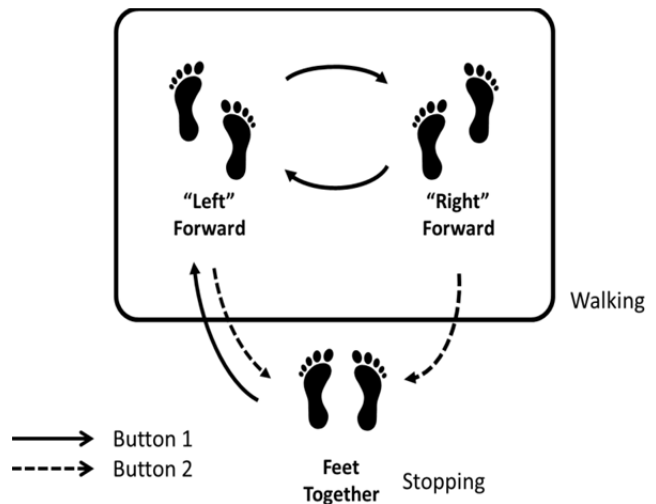 “Left”
Forward
“Right”
Forward
Walking
Button 1
Button 2
Feet
Together
Stopping